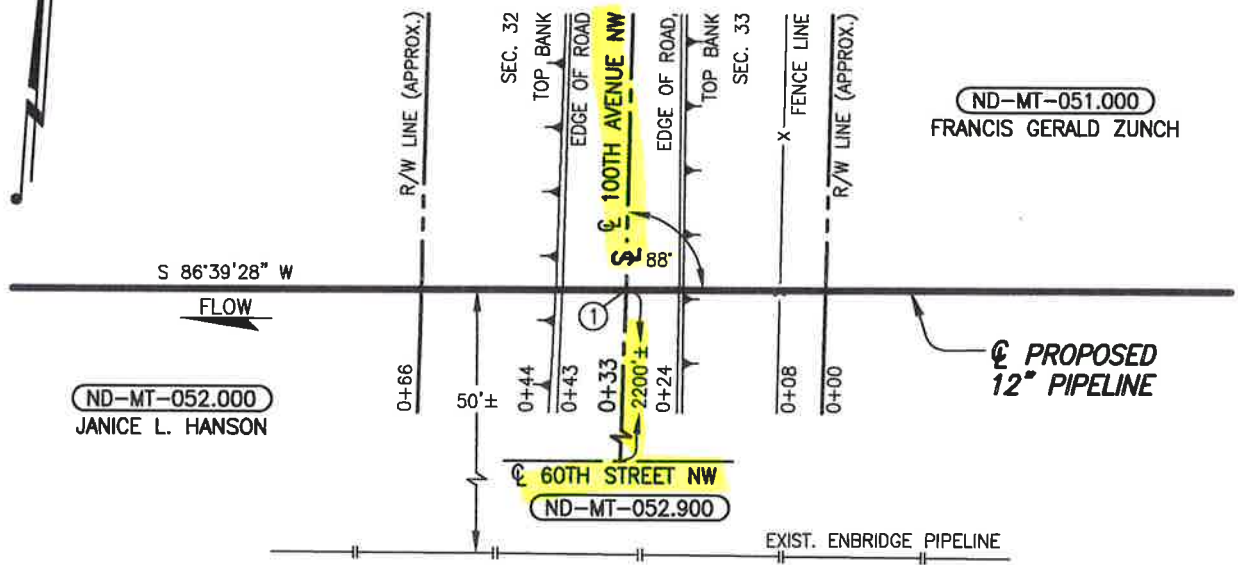 R/W LINE (APPROX.)
SEC. 32
TOP BANK
EDGE OF ROAD
℄ 100TH AVENUE NW
EDGE OF ROAD,
TOP BANK
SEC. 33
FENCE LINE
X
R/W LINE (APPROX.)
ND-MT-051.000
FRANCIS GERALD ZUNCH
88°
S 86°39'28" W
FLOW
1
℄ PROPOSED
12" PIPELINE
ND-MT-052.000
JANICE L. HANSON
0+66
50'±
0+44
0+43
0+33
2200'±
0+24
0+08
0+00
℄ 60TH STREET NW
ND-MT-052.900
EXIST. ENBRIDGE PIPELINE